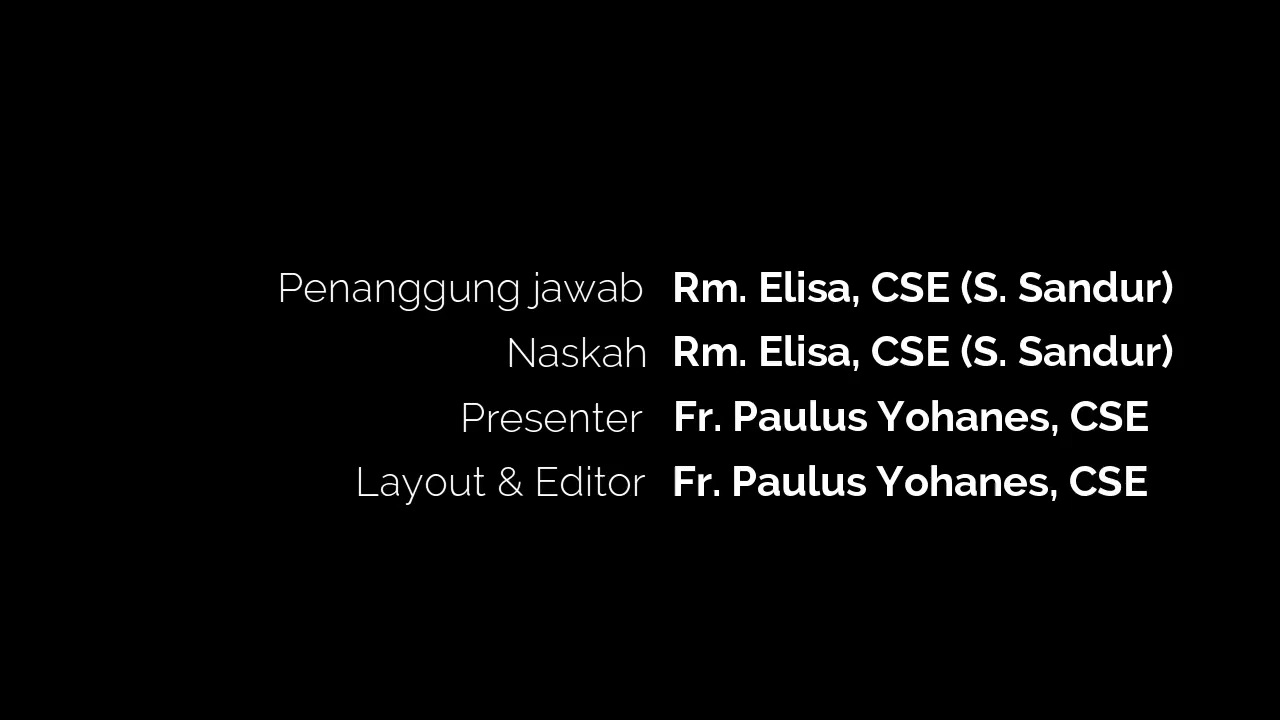 Penanggung jawab Rm. Elisa, CSE (S. Sandur)
Naskah Rm. Elisa, CSE (S. Sandur)
Presenter Fr. Paulus Yohanes, CSE
Layout & Editor Fr. Paulus Yohanes, CSE